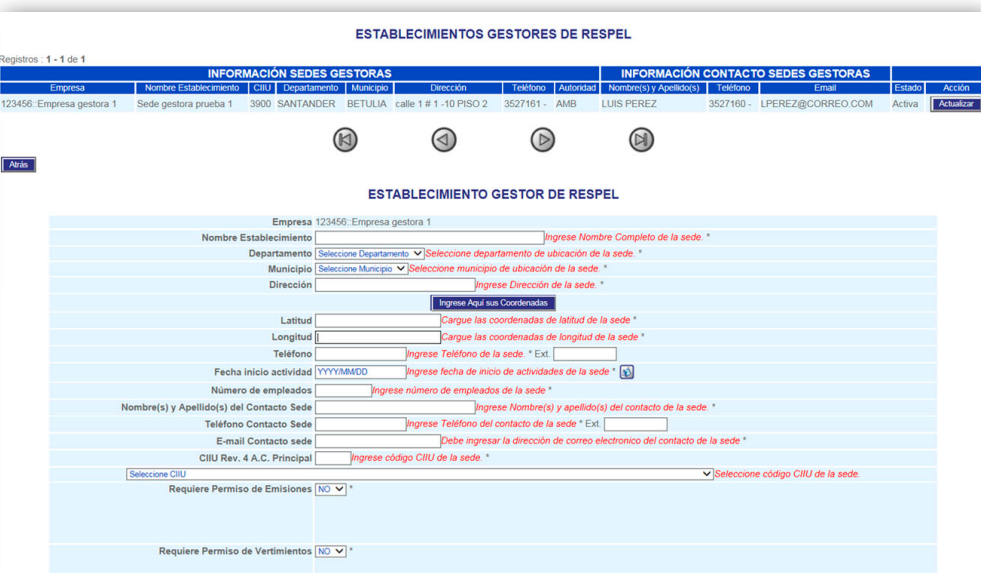 ESTABLECIMIENTOS GESTORES DE RESPEL
Registros : 1 - 1 de 1
INFORMACIÓN SEDES GESTORAS INFORMACIÓN CONTACTO SEDES GESTORAS
Empresa Nombre Establecimiento CIIU Departamento Municipio Dirección Teléfono Autoridad Nombre(s) y Apellido(s) Teléfono Email Estado Acción
123456::Empresa gestora 1 Sede gestora prueba 1 3900 SANTANDER BETULIA calle 1 # 1 -10 PISO 2 3527161 - AMB LUIS PEREZ 3527160 - LPEREZ@CORREO.COM Activa Actualizar
Atrás
ESTABLECIMIENTO GESTOR DE RESPEL
Empresa 123456::Empresa gestora 1
Nombre Establecimiento Ingrese Nombre Completo de la sede. *
Departamento Seleccione Departamento Seleccione departamento de ubicación de la sede. *
Municipio Seleccione Municipio Seleccione municipio de ubicación de la sede. *
Dirección Ingrese Dirección de la sede. *
Ingrese Aquí sus Coordenadas
Latitud Cargue las coordenadas de latitud de la sede *
Longitud Cargue las coordenadas de longitud de la sede *
Teléfono Ingrese Teléfono de la sede. * Ext.
Fecha inicio actividad YYYY/MM/DD Ingrese fecha de inicio de actividades de la sede *
Número de empleados Ingrese número de empleados de la sede *
Nombre(s) y Apellido(s) del Contacto Sede Ingrese Nombre(s) y apellido(s) del contacto de la sede. *
Teléfono Contacto Sede Ingrese Teléfono del contacto de la sede * Ext.
E-mail Contacto sede Debe ingresar la dirección de correo electronico del contacto de la sede *
CIIU Rev. 4 A.C. Principal Ingrese código CIIU de la sede. *
Seleccione CIIU Seleccione código CIIU de la sede.
Requiere Permiso de Emisiones NO *
Requiere Permiso de Vertimientos NO *